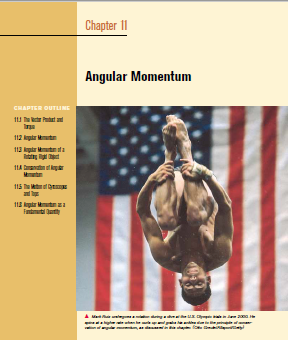 Chapter 11
Angular Momentum
CHAPTER OUTLINE
11.1 The Vector Product and
Torque
11.2 Angular Momentum
11.3 Angular Momentum of a
Rotating Rigid Object
11.4 Conservation of Angular
Momentum
11.5 The Motion of Gyroscopes
and Tops
11.6 Angular Momentum as a
Fundamental Quantity
▲ Mark Ruiz undergoes a rotation during a dive at the U.S. Olympic trials in June 2000. He
spins at a higher rate when he curls up and grabs his ankles due to the principle of conser-
vation of angular momentum, as discussed in this chapter. (Otto Greule/Allsport/Getty)